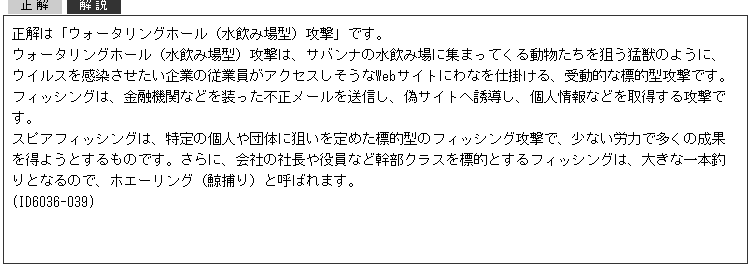 正解 解説
正解は「ウォータリングホール（水飲み場型）攻撃」です。
ウォータリングホール（水飲み場型）攻撃は、サバンナの水飲み場に集まってくる動物たちを狙う猛獣のように、
ウイルスを感染させたい企業の従業員がアクセスしそうなWebサイトにわなを仕掛ける、受動的な標的型攻撃です。
フィッシングは、金融機関などを装った不正メールを送信し、偽サイトへ誘導し、個人情報などを取得する攻撃で
す。
スピアフィッシングは、特定の個人や団体に狙いを定めた標的型のフィッシング攻撃で、少ない労力で多くの成果
を得ようとするものです。さらに、会社の社長や役員など幹部クラスを標的とするフィッシングは、大きな一本釣
りとなるので、ホエーリング（鯨捕り）と呼ばれます。
(ID6036-039)